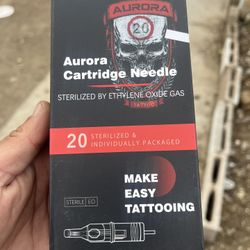 AURORA
20
TATTOO
Aurora
Cartridge Needle
STERILIZED BY ETHYLENE OXIDE GAS
20 STERILIZED &
INDIVIDUALLY PACKAGED
MAKE
EASY
TATTOOING
STERILE EO